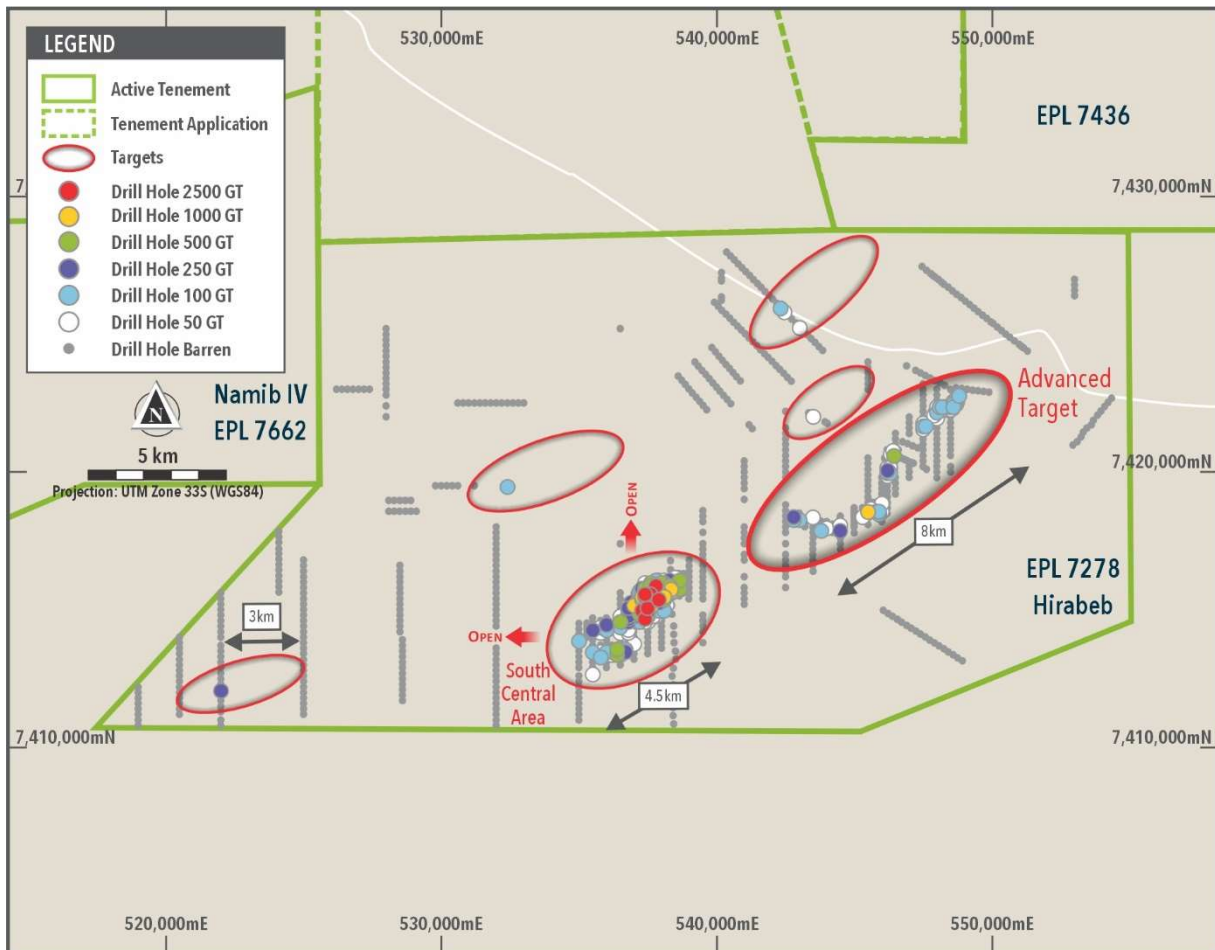 LEGEND
Active Tenement
Tenement Application
Targets
Drill Hole 2500 GT
Drill Hole 1000 GT
Drill Hole 500 GT
Drill Hole 250 GT
Drill Hole 100 GT
Drill Hole 50 GT
Drill Hole Barren
530,000mE
540,000mE
550,000mE
EPL 7436
7
7,430,000mN
Namib IV
EPL 7662
N
5 km
Projection: UTM Zone 33S (WGS84)
Advanced
Target
7,420,000mN
OPEN
8km
EPL 7278
Hirabeb
3km
OPEN
South
Central
Area
4.5km
7,410,000mN
7,410,000mN
520,000mE
530,000mE
540,000mE
550,000mE